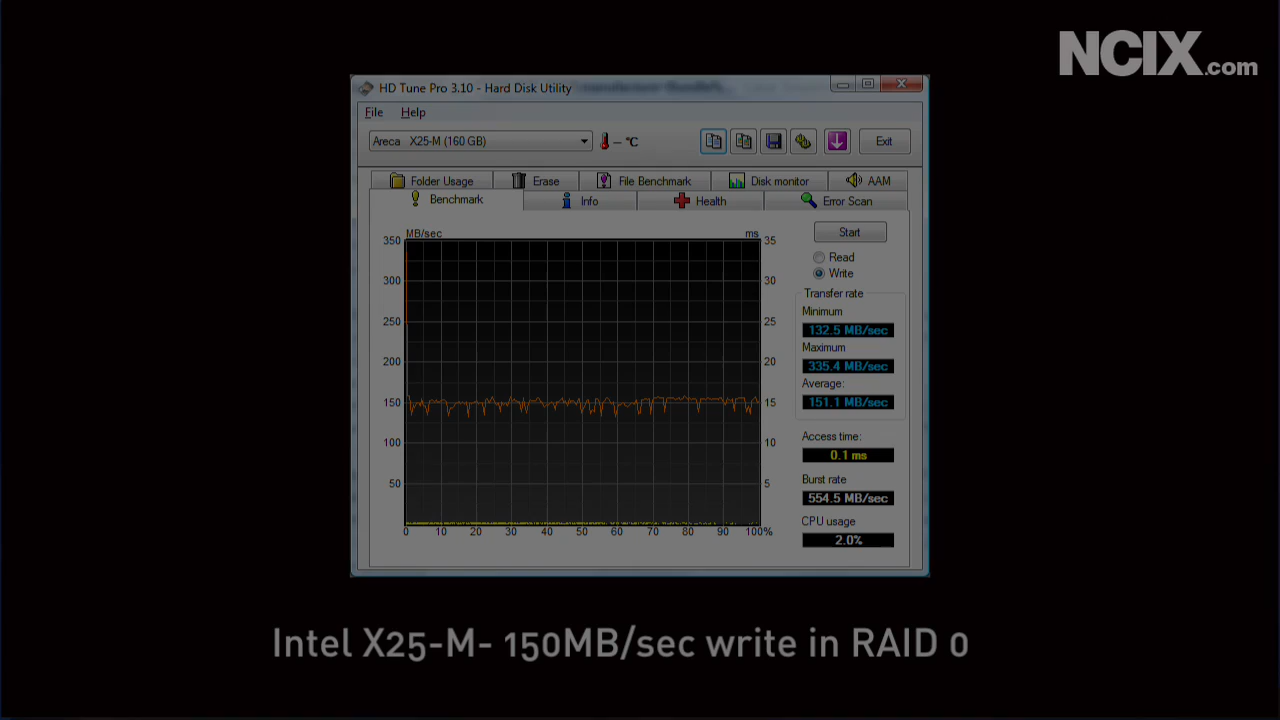 NCIX.com
HD Tune Pro 3.10 - Hard Disk Utility
File Help
Areca X25-M (160 GB)
– °C
Exit
Folder Usage Erase File Benchmark Disk monitor AAM
Benchmark Info Health Error Scan
MB/sec
ms
350
300
250
200
150
100
50
35
30
25
20
15
10
5
0 10 20 30 40 50 60 70 80 90 100%
Start
Read
Write
Transfer rate
Minimum
132.5 MB/sec
Maximum
335.4 MB/sec
Average:
151.1 MB/sec
Access time:
0.1 ms
Burst rate
554.5 MB/sec
CPU usage
2.0%
Intel X25-M- 150MB/sec write in RAID 0